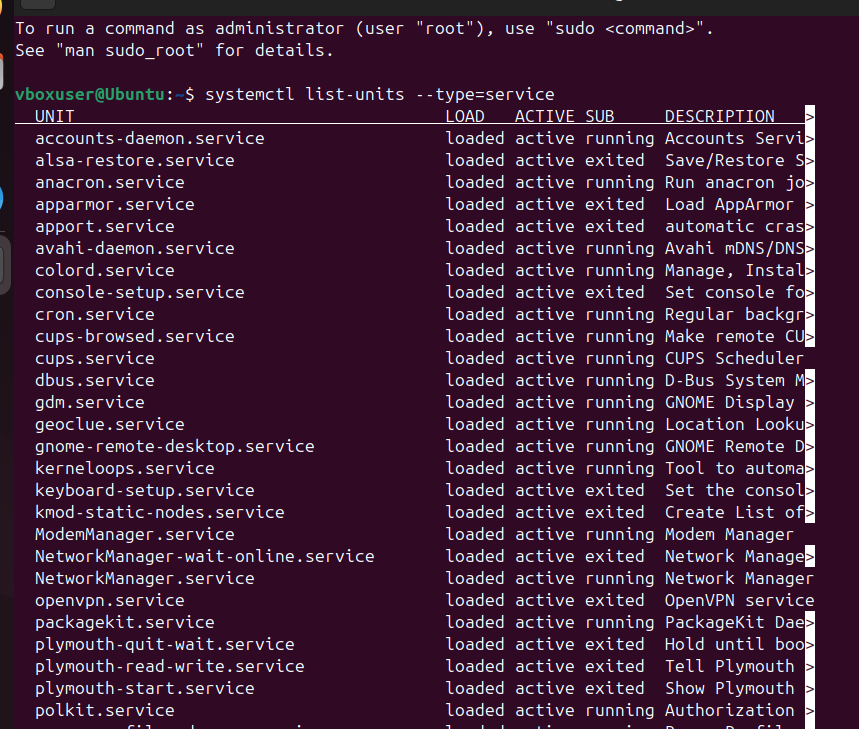 To run a command as administrator (user "root"), use "sudo <command>".
See "man sudo_root" for details.
vboxuser@Ubuntu:~$ systemctl list-units --type=service
UNIT LOAD ACTIVE SUB DESCRIPTION >
accounts-daemon.service loaded active running Accounts Servi>
alsa-restore.service loaded active exited Save/Restore S>
anacron.service loaded active running Run anacron jo>
apparmor.service loaded active exited Load AppArmor >
apport.service loaded active exited automatic cras>
avahi-daemon.service loaded active running Avahi mDNS/DNS>
colord.service loaded active running Manage, Instal>
console-setup.service loaded active exited Set console fo>
cron.service loaded active running Regular backgr>
cups-browsed.service loaded active running Make remote CU>
cups.service loaded active running CUPS Scheduler
dbus.service loaded active running D-Bus System M>
gdm.service loaded active running GNOME Display >
geoclue.service loaded active running Location Looku>
gnome-remote-desktop.service loaded active running GNOME Remote D>
kerneloops.service loaded active running Tool to automa>
keyboard-setup.service loaded active exited Set the consol>
kmod-static-nodes.service loaded active exited Create List of>
ModemManager.service loaded active running Modem Manager
NetworkManager-wait-online.service loaded active exited Network Manage>
NetworkManager.service loaded active running Network Manager
openvpn.service loaded active exited OpenVPN service
packagekit.service loaded active running PackageKit Dae>
plymouth-quit-wait.service loaded active exited Hold until boo>
plymouth-read-write.service loaded active exited Tell Plymouth >
plymouth-start.service loaded active exited Show Plymouth >
polkit.service loaded active running Authorization >